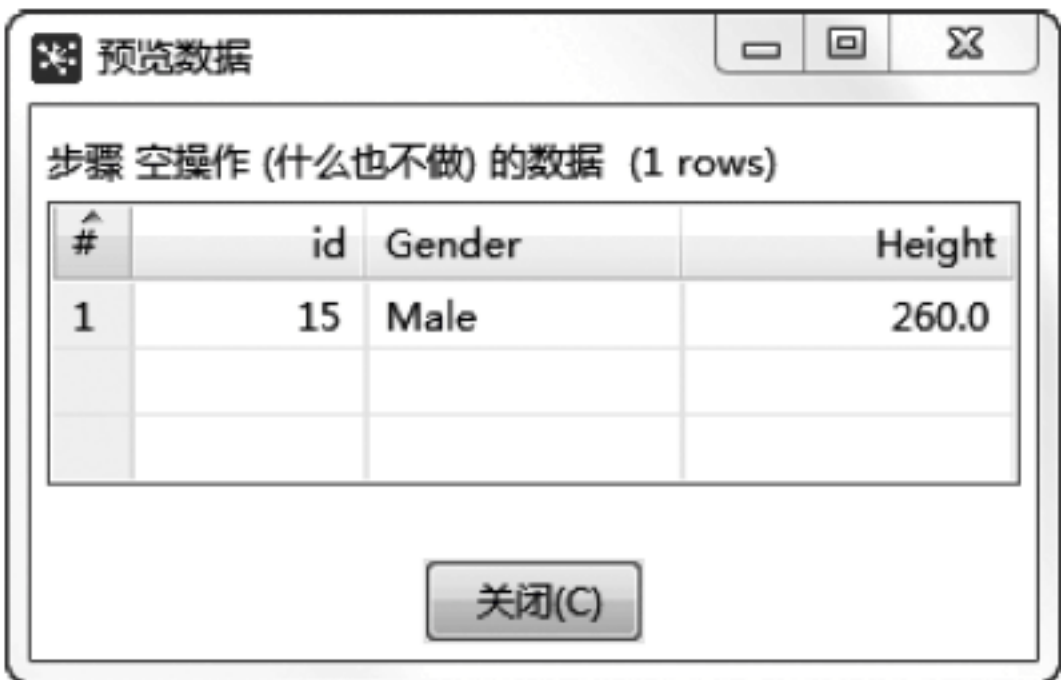 预览数据
步骤 空操作 (什么也不做) 的数据 (1 rows)
# id Gender Height
1 15 Male 260.0
关闭(C)